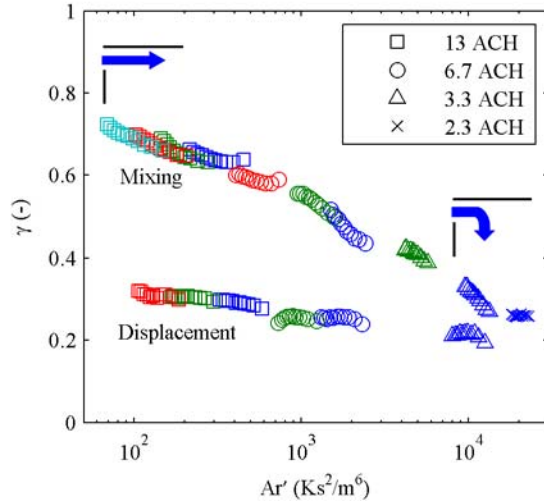 1
0.8
0.6
0.4
0.2
0
γ (-)
13 ACH
6.7 ACH
3.3 ACH
2.3 ACH
Mixing
Displacement
10² 10³ 10⁴
Ar′ (Ks²/m⁶)